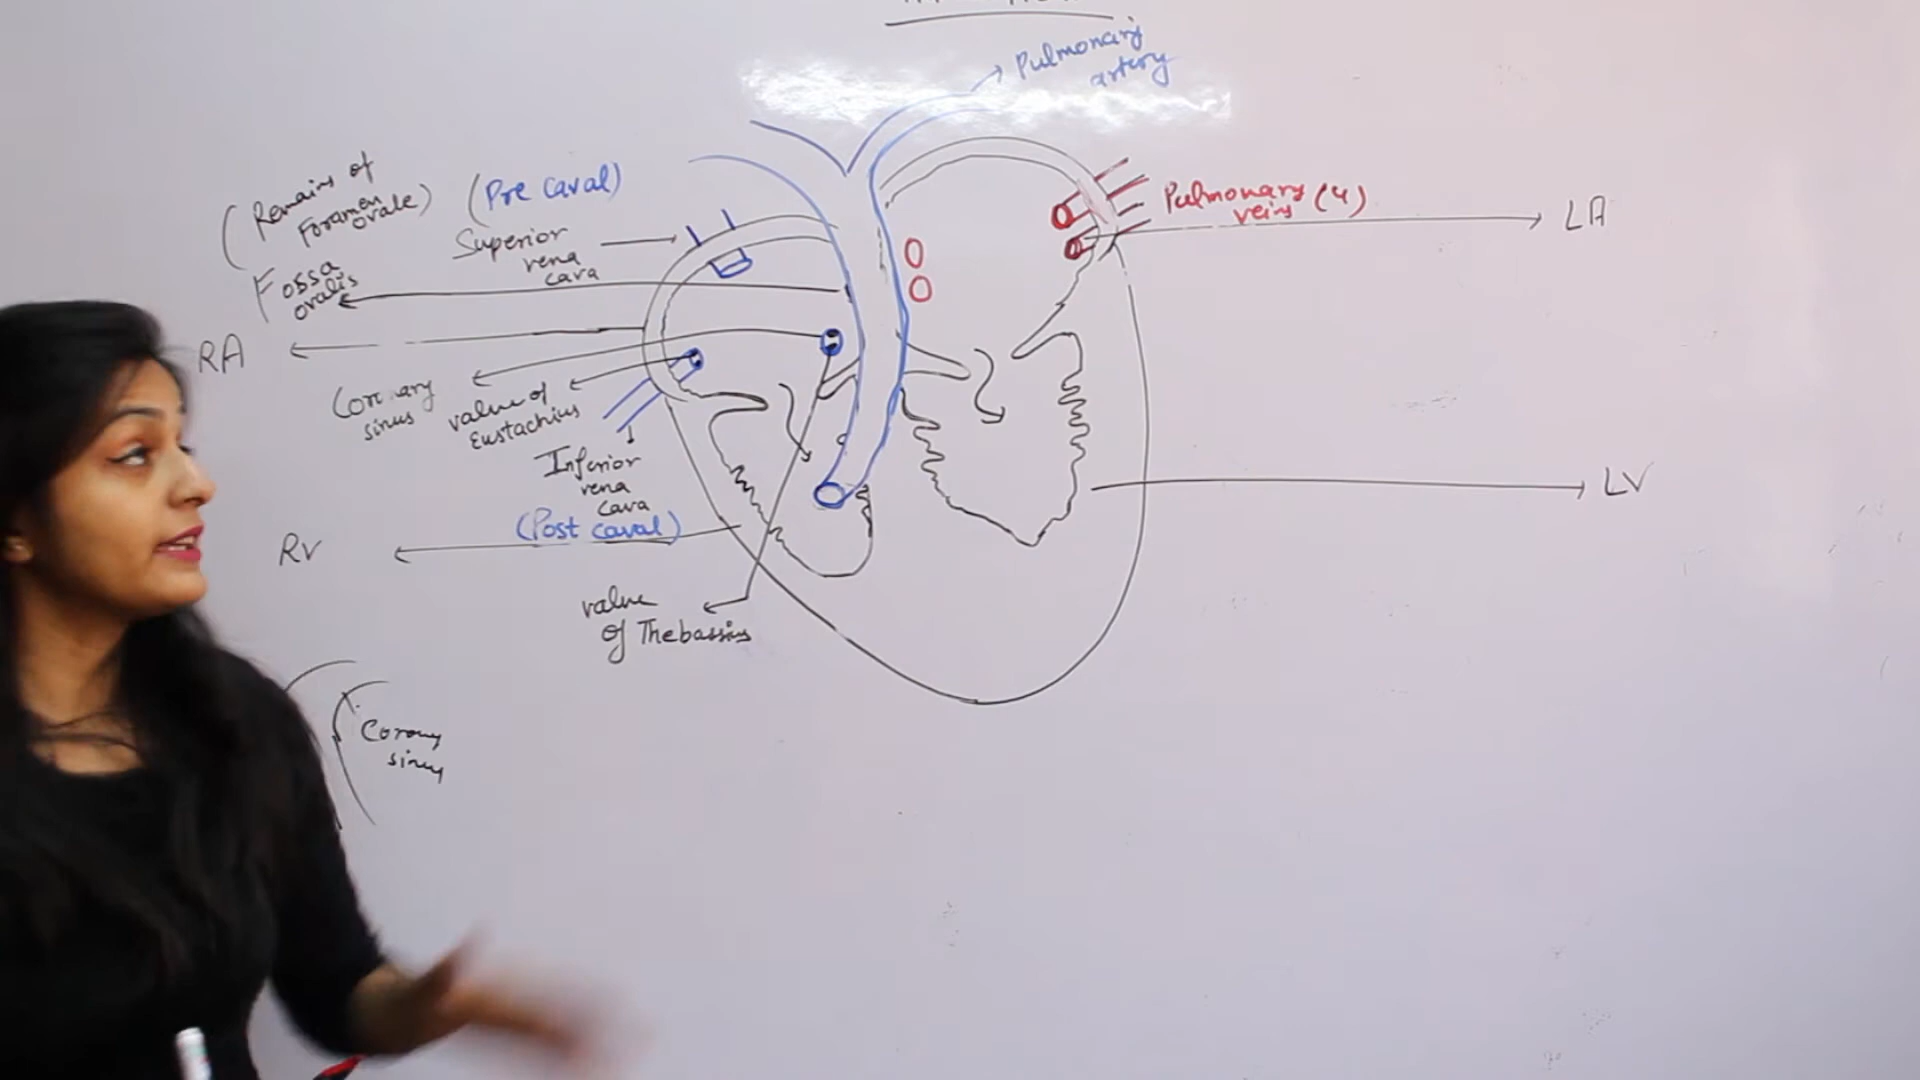 Pulmonary
artery
(Remains of
Foramen
ovale)
Fossa
ovalis
(Pre caval)
Superior
vena
cava
Pulmonary
veins (4)
LA
RA
Coronary
sinus
valve of
Eustachius
Inferior
vena
cava
(Post caval)
RV
LV
valve
of Thebassius
Corony
sinus